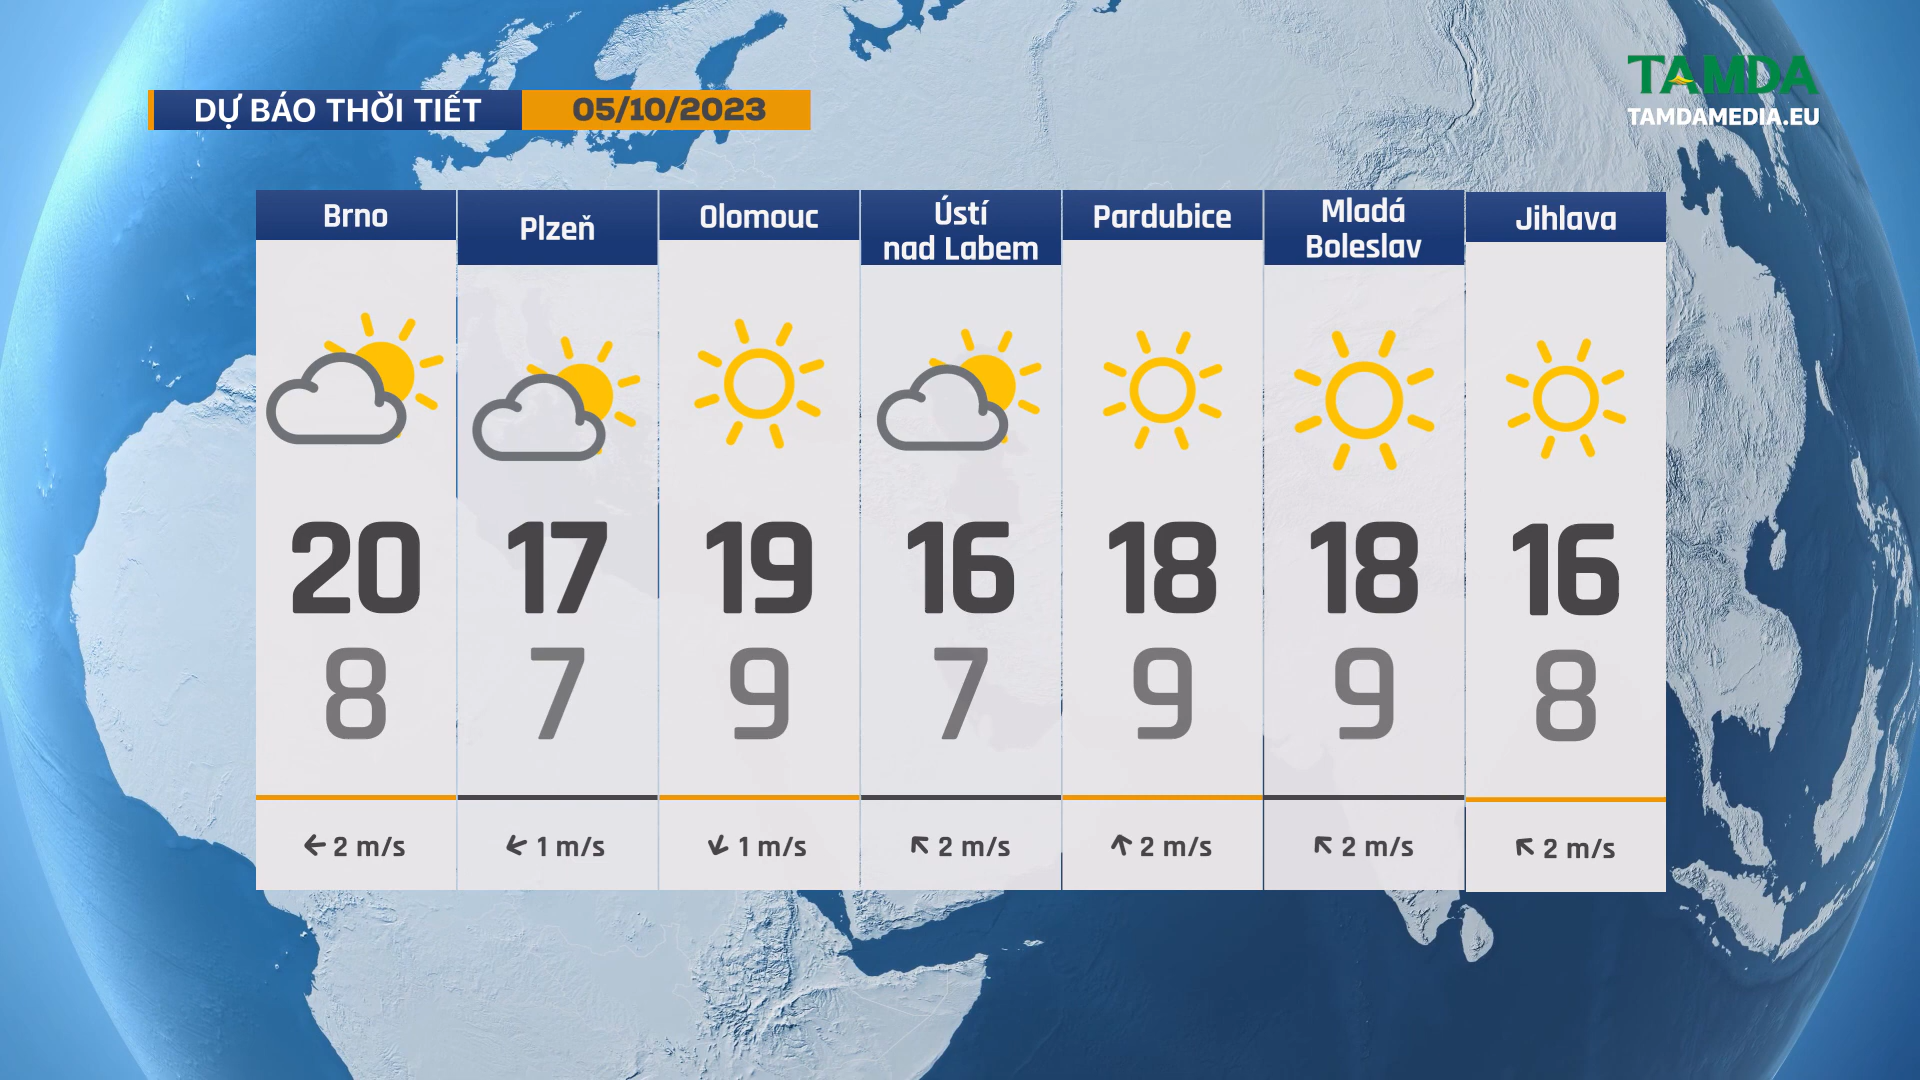 DỰ BÁO THỜI TIẾT 05/10/2023
TAMDA
TAMDAMEDIA.EU
Brno
20
8
2 m/s
Plzeň
17
7
1 m/s
Olomouc
19
9
1 m/s
Ústí
nad Labem
16
7
2 m/s
Pardubice
18
9
2 m/s
Mladá
Boleslav
18
9
2 m/s
Jihlava
16
8
2 m/s